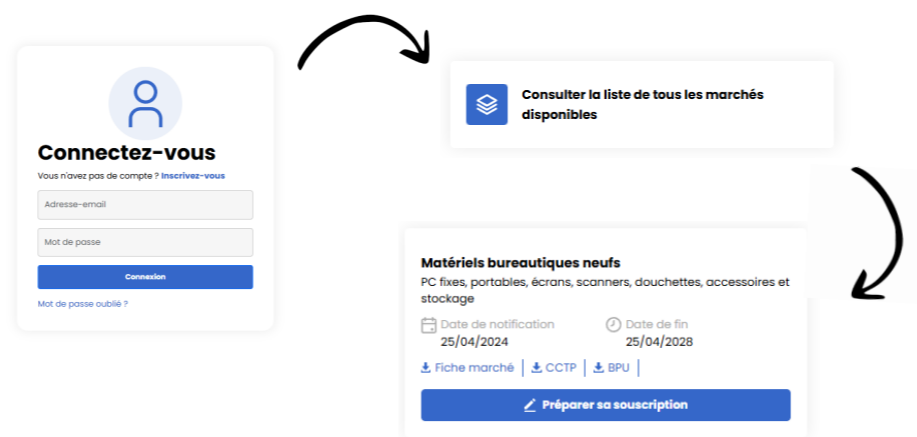 Connectez-vous
Vous n'avez pas de compte ? Inscrivez-vous
Adresse-email
Mot de passe
Connexion
Mot de passe oublié ?
Consulter la liste de tous les marchés
disponibles
Matériels bureautiques neufs
PC fixes, portables, écrans, scanners, douchettes, accessoires et
stockage
Date de notification
25/04/2024
Date de fin
25/04/2028
Fiche marché | CCTP | BPU |
Préparer sa souscription